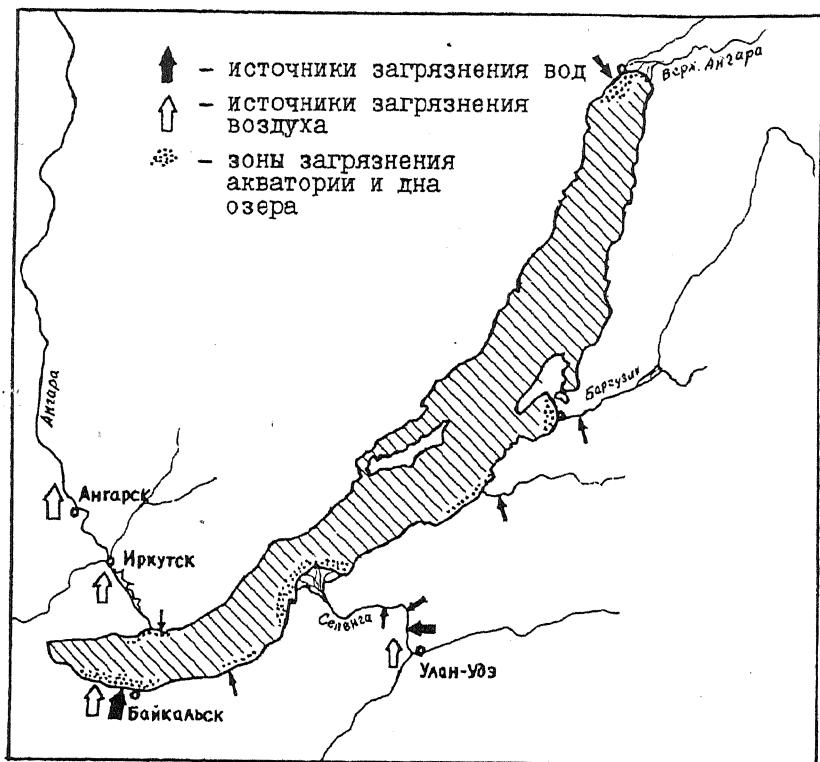 – источники загрязнения вод
– источники загрязнения
воздуха
– зоны загрязнения
акватории и дна
озера
Верх. Ангара
Ангара
Баргузин
Ангарск
Иркутск
Селенга
Улан-Удэ
Байкальск